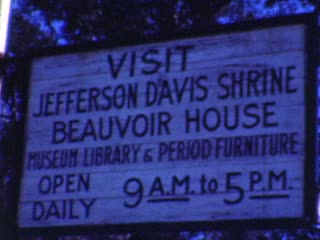 VISIT
JEFFERSON DAVIS SHRINE
BEAUVOIR HOUSE
MUSEUM LIBRARY & PERIOD FURNITURE
OPEN DAILY 9 A.M. to 5 P.M.